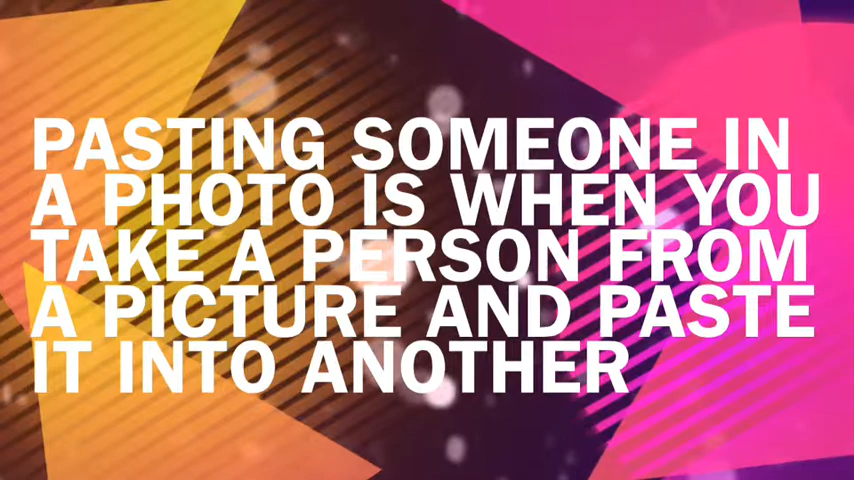 PASTING SOMEONE IN
A PHOTO IS WHEN YOU
TAKE A PERSON FROM
A PICTURE AND PASTE
IT INTO ANOTHER